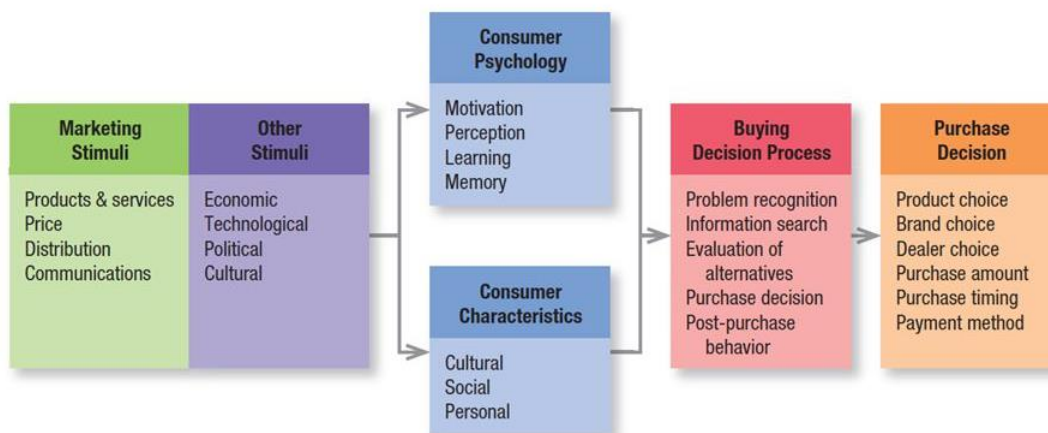 Marketing
Stimuli
Products & services
Price
Distribution
Communications
Other
Stimuli
Economic
Technological
Political
Cultural
Consumer
Psychology
Motivation
Perception
Learning
Memory
Consumer
Characteristics
Cultural
Social
Personal
Buying
Decision Process
Problem recognition
Information search
Evaluation of
alternatives
Purchase decision
Post-purchase
behavior
Purchase
Decision
Product choice
Brand choice
Dealer choice
Purchase amount
Purchase timing
Payment method